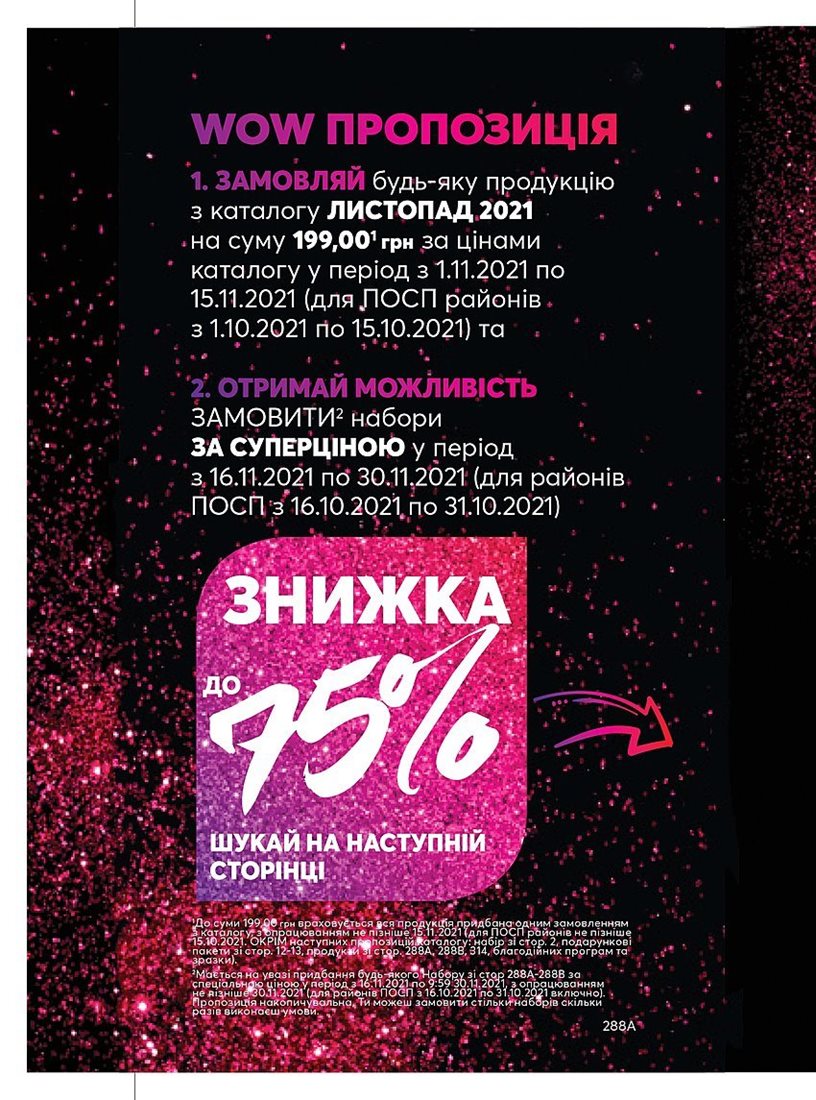 WOW ПРОПОЗИЦІЯ
1. ЗАМОВЛЯЙ будь-яку продукцію
з каталогу ЛИСТОПАД 2021
на суму 199,00¹ грн за цінами
каталогу у період з 1.11.2021 по
15.11.2021 (для ПОСП районів
з 1.10.2021 по 15.10.2021) та
2. ОТРИМАЙ МОЖЛИВІСТЬ
ЗАМОВИТИ² набори
ЗА СУПЕРЦІНОЮ у період
з 16.11.2021 по 30.11.2021 (для районів
ПОСП з 16.10.2021 по 31.10.2021)
ЗНИЖКА
ДО
75%
ШУКАЙ НА НАСТУПНІЙ
СТОРІНЦІ
¹До суми 199,00 грн враховується вся продукція придбана одним замовленням
з каталогу, з опрацюванням не пізніше 15.11.2021 (для ПОСП районів не пізніше
15.10.2021. ОКРІМ наступних пропозицій каталогу: набір зі стор. 2, подарункові
пакети зі стор. 12-13, продукти зі стор. 288A, 288B, 314, благодійних програм та
зразки).
²Мається на увазі придбання будь-якого Набору зі стор 288A-288B за
спеціальною ціною у період з 16.11.2021 по 9:59 30.11.2021, з опрацюванням
не візніше 30.11.2021 (для районів ПОСП з 16.10.2021 по 31.10.2021 включно).
Пропозиція накопичувальна, Ти можеш замовити стільки наборів скільки
разів виконаєш умови.
288A